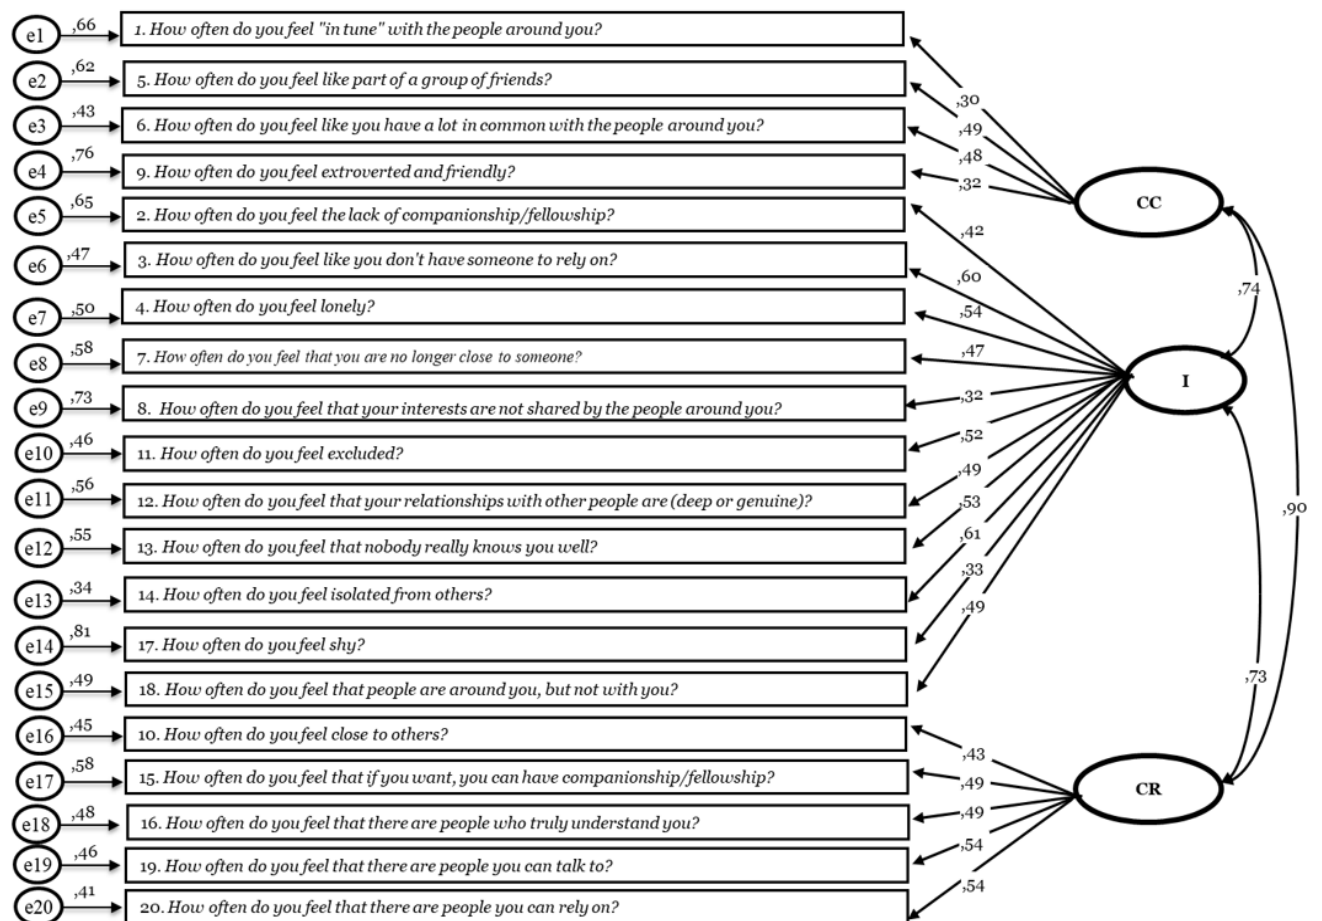 e1 ,66 1. How often do you feel "in tune" with the people around you?
e2 ,62 5. How often do you feel like part of a group of friends?
e3 ,43 6. How often do you feel like you have a lot in common with the people around you?
e4 ,76 9. How often do you feel extroverted and friendly?
e5 ,65 2. How often do you feel the lack of companionship/fellowship?
e6 ,47 3. How often do you feel like you don't have someone to rely on?
e7 ,50 4. How often do you feel lonely?
e8 ,58 7. How often do you feel that you are no longer close to someone?
e9 ,73 8. How often do you feel that your interests are not shared by the people around you?
e10 ,46 11. How often do you feel excluded?
e11 ,56 12. How often do you feel that your relationships with other people are (deep or genuine)?
e12 ,55 13. How often do you feel that nobody really knows you well?
e13 ,34 14. How often do you feel isolated from others?
e14 ,81 17. How often do you feel shy?
e15 ,49 18. How often do you feel that people are around you, but not with you?
e16 ,45 10. How often do you feel close to others?
e17 ,58 15. How often do you feel that if you want, you can have companionship/fellowship?
e18 ,48 16. How often do you feel that there are people who truly understand you?
e19 ,46 19. How often do you feel that there are people you can talk to?
e20 ,41 20. How often do you feel that there are people you can rely on?
,30
,49
,48
,32
,42
,60
,54
,47
,32
,52
,49
,53
,61
,33
,49
,43
,49
,49
,54
,54
CC
I
CR
,74
,90
,73